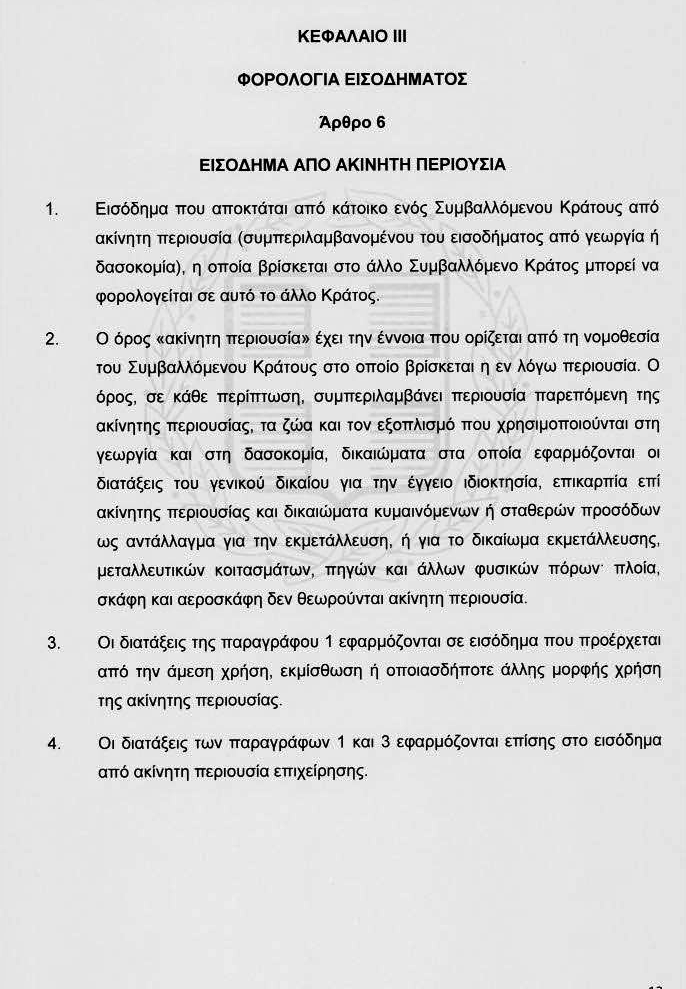 ΚΕΦΑΛΑΙΟ ΙΙΙ
ΦΟΡΟΛΟΓΙΑ ΕΙΣΟΔΗΜΑΤΟΣ
Άρθρο 6
ΕΙΣΟΔΗΜΑ ΑΠΟ ΑΚΙΝΗΤΗ ΠΕΡΙΟΥΣΙΑ
1. Εισόδημα που αποκτάται από κάτοικο ενός Συμβαλλόμενου Κράτους από
ακίνητη περιουσία (συμπεριλαμβανομένου του εισοδήματος από γεωργία ή
δασοκομία), η οποία βρίσκεται στο άλλο Συμβαλλόμενο Κράτος μπορεί να
φορολογείται σε αυτό το άλλο Κράτος.
2. Ο όρος «ακίνητη περιουσία» έχει την έννοια που ορίζεται από τη νομοθεσία
του Συμβαλλόμενου Κράτους στο οποίο βρίσκεται η εν λόγω περιουσία. Ο
όρος, σε κάθε περίπτωση, συμπεριλαμβάνει περιουσία παρεπόμενη της
ακίνητης περιουσίας, τα ζώα και τον εξοπλισμό που χρησιμοποιούνται στη
γεωργία και στη δασοκομία, δικαιώματα στα οποία εφαρμόζονται οι
διατάξεις του γενικού δικαίου για την έγγειο ιδιοκτησία, επικαρπία επί
ακίνητης περιουσίας και δικαιώματα κυμαινόμενων ή σταθερών προσόδων
ως αντάλλαγμα για την εκμετάλλευση, ή για το δικαίωμα εκμετάλλευσης,
μεταλλευτικών κοιτασμάτων, πηγών και άλλων φυσικών πόρων· πλοία,
σκάφη και αεροσκάφη δεν θεωρούνται ακίνητη περιουσία.
3. Οι διατάξεις της παραγράφου 1 εφαρμόζονται σε εισόδημα που προέρχεται
από την άμεση χρήση, εκμίσθωση ή οποιασδήποτε άλλης μορφής χρήση
της ακίνητης περιουσίας.
4. Οι διατάξεις των παραγράφων 1 και 3 εφαρμόζονται επίσης στο εισόδημα
από ακίνητη περιουσία επιχείρησης.